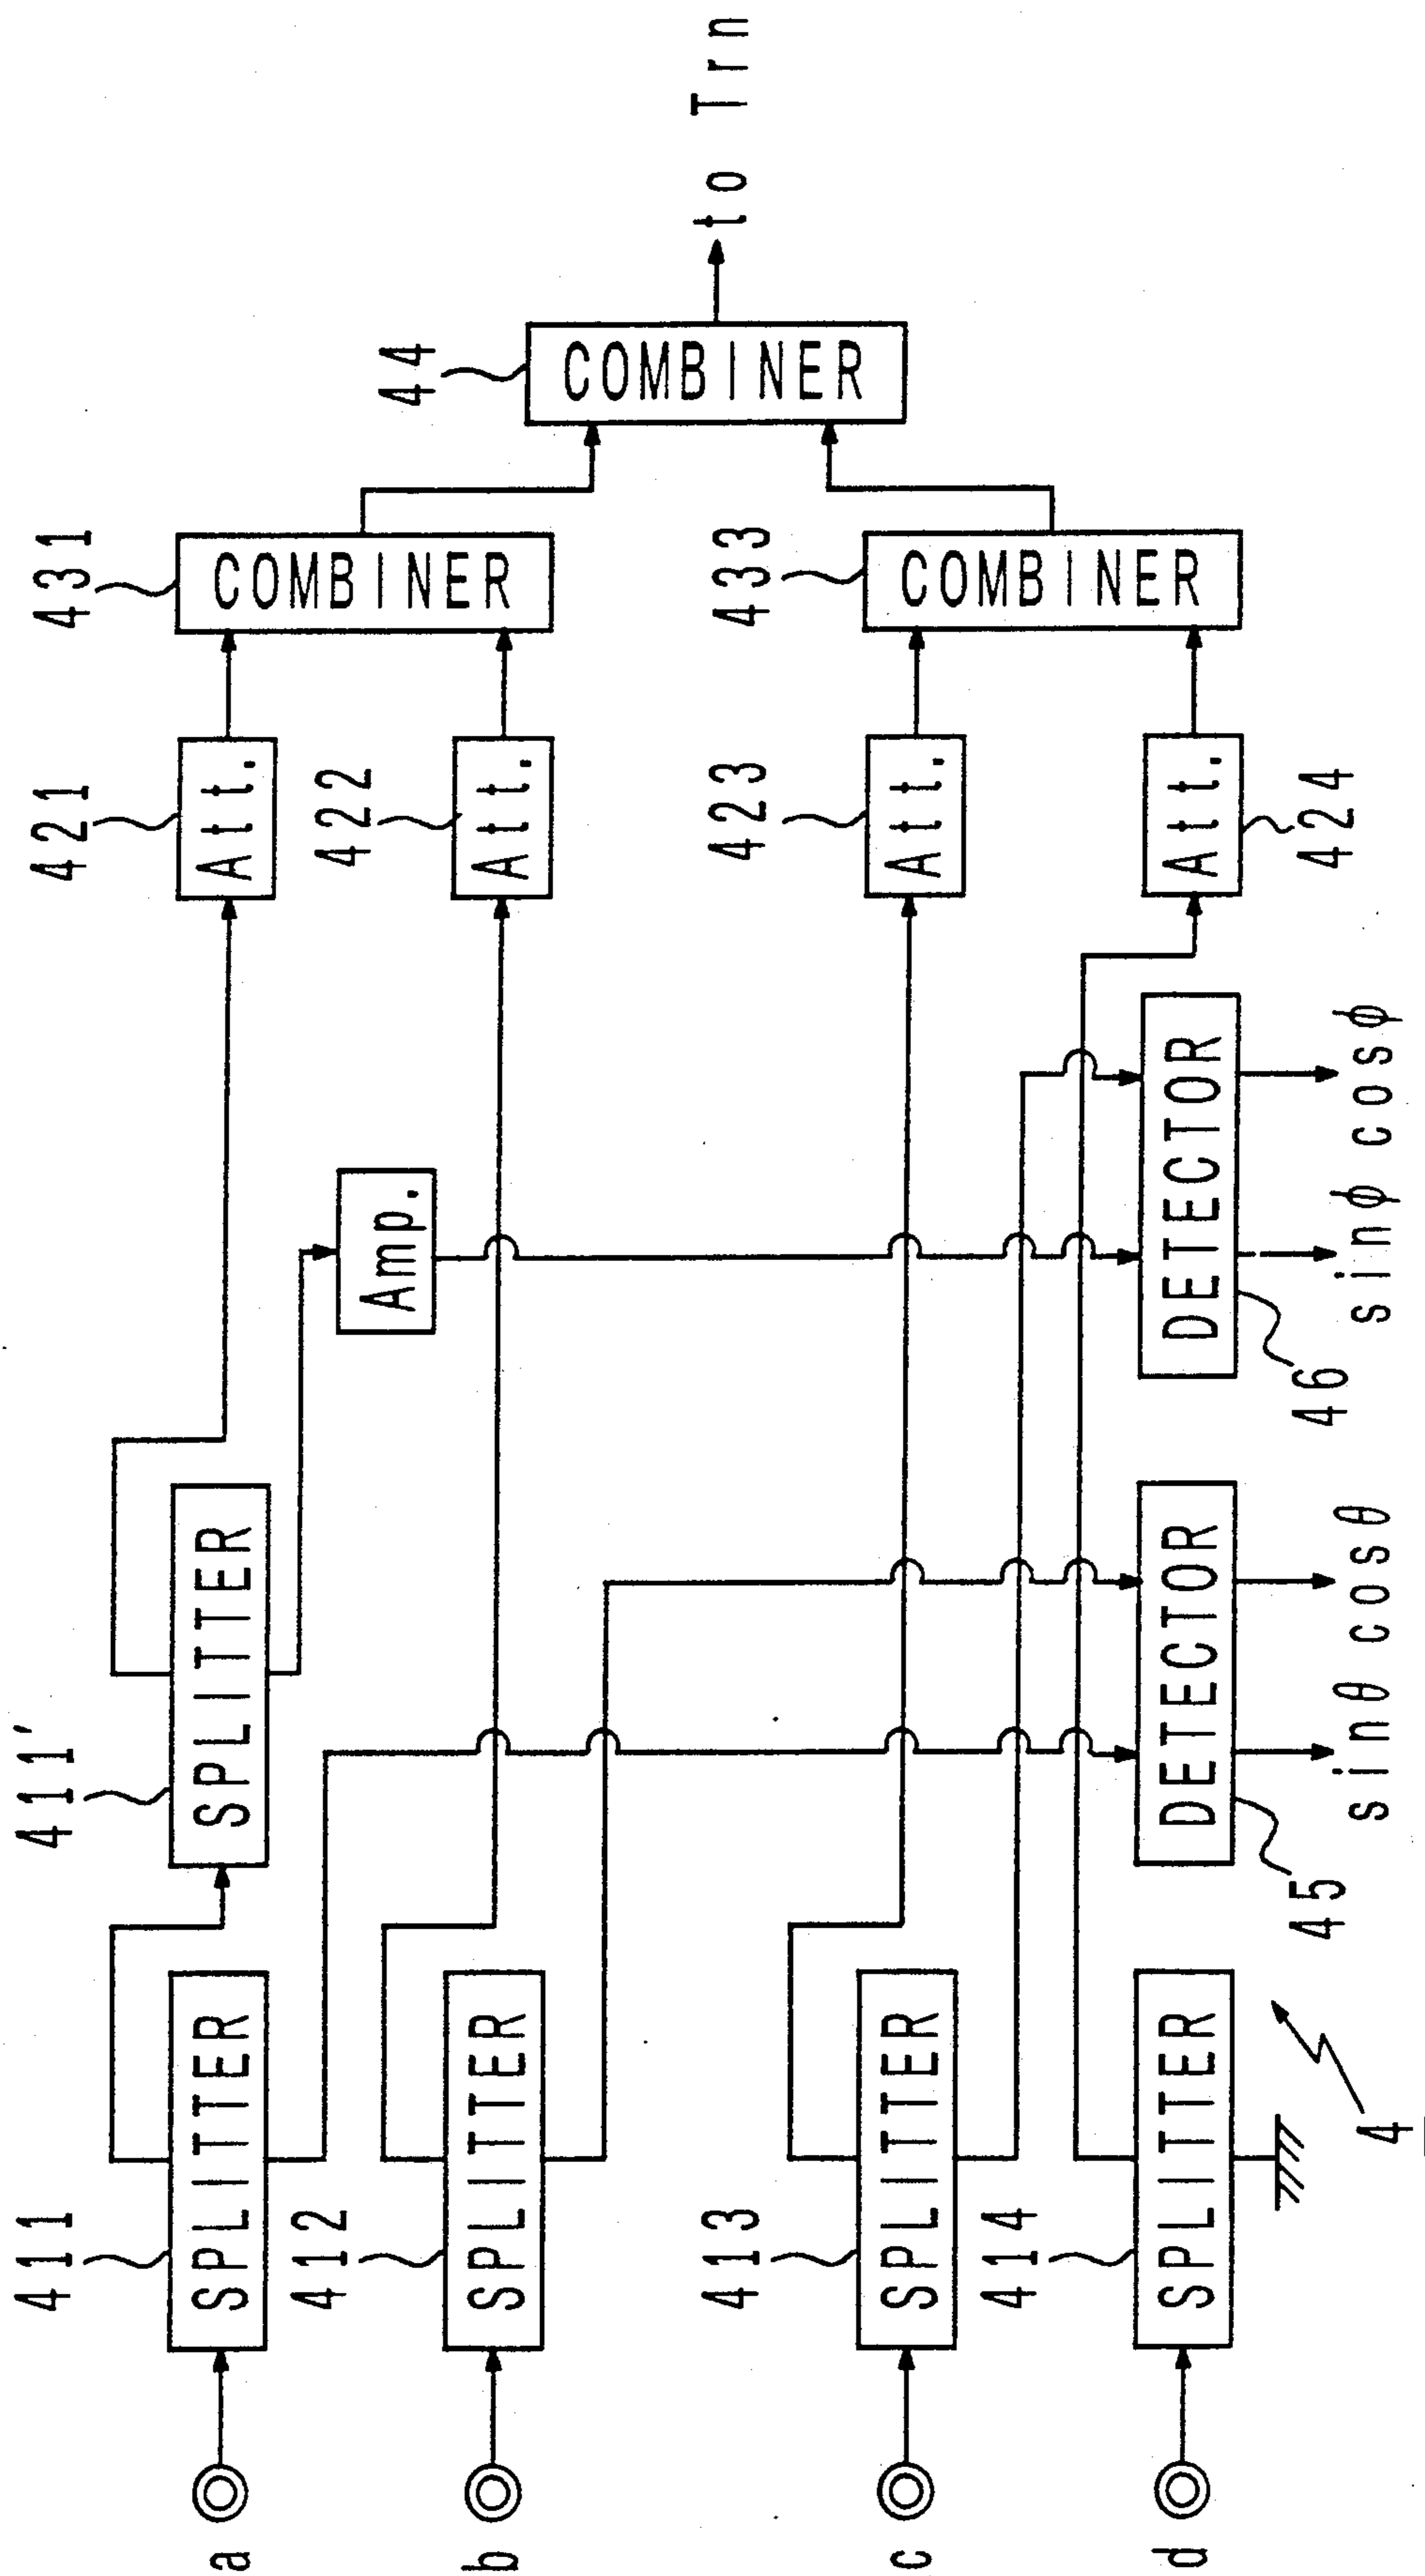 a
b
c
d
411
SPLITTER
412
SPLITTER
413
SPLITTER
414
SPLITTER
4
411'
SPLITTER
45
DETECTOR
sinθ cosθ
Amp.
46
DETECTOR
sinϕ cosϕ
421
Att.
422
Att.
423
Att.
424
Att.
431
COMBINER
433
COMBINER
44
COMBINER
to Trn